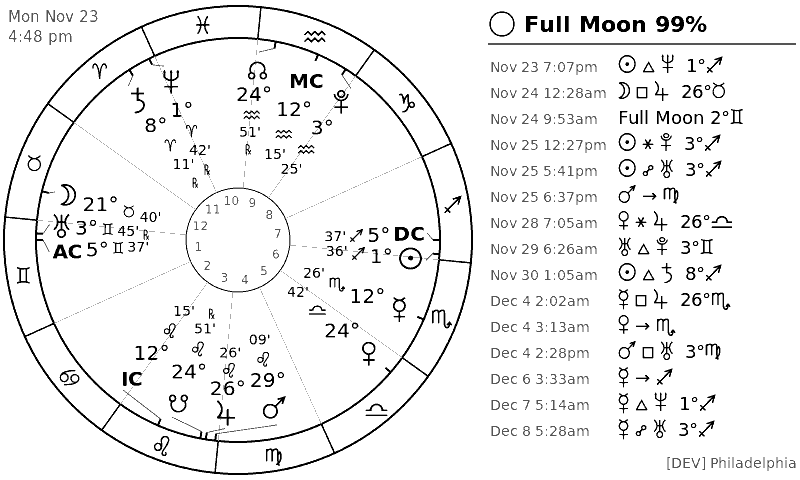 Mon Nov 23
4:48 pm
Full Moon 99%
Nov 23 7:07pm ☉ △ ♆ 1°♐
Nov 24 12:28am ☽ □ ♃ 26°♉
Nov 24 9:53am Full Moon 2°♊
Nov 25 12:27pm ☉ ⚹ ♇ 3°♐
Nov 25 5:41pm ☉ ☍ ♅ 3°♐
Nov 25 6:37pm ♂ → ♍
Nov 28 7:05am ♀ ⚹ ♃ 26°♎
Nov 29 6:26am ♅ △ ♇ 3°♊
Nov 30 1:05am ☉ △ ♄ 8°♐
Dec 4 2:02am ☿ □ ♃ 26°♏
Dec 4 3:13am ♀ → ♏
Dec 4 2:28pm ♂ □ ♅ 3°♍
Dec 6 3:33am ☿ → ♐
Dec 7 5:14am ☿ △ ♆ 1°♐
Dec 8 5:28am ☿ ☍ ♅ 3°♐
[DEV] Philadelphia
♓ ♒ ♑ ♐ ♏ ♎ ♍ ♌ ♋ ♊ ♉ ♈
♄ 8° ♈ 11' ℞
♆ 1° ♈ 42' ℞
☊ 24° ♒ 51' ℞
MC 12° ♒ 15'
♇ 3° ♒ 25'
☽ 21° ♉ 40'
♅ 3° ♊ 45' ℞
AC 5° ♊ 37'
37' ♐ 5° DC
36' ♐ 1° ☉
26' ♏ 12° ☿
42' ♎ 24° ♀
15' ♌ 12° IC
℞ 51' ♌ 24° ☋
26' ♌ 26° ♃
09' ♌ 29° ♂
1 2 3 4 5 6 7 8 9 10 11 12